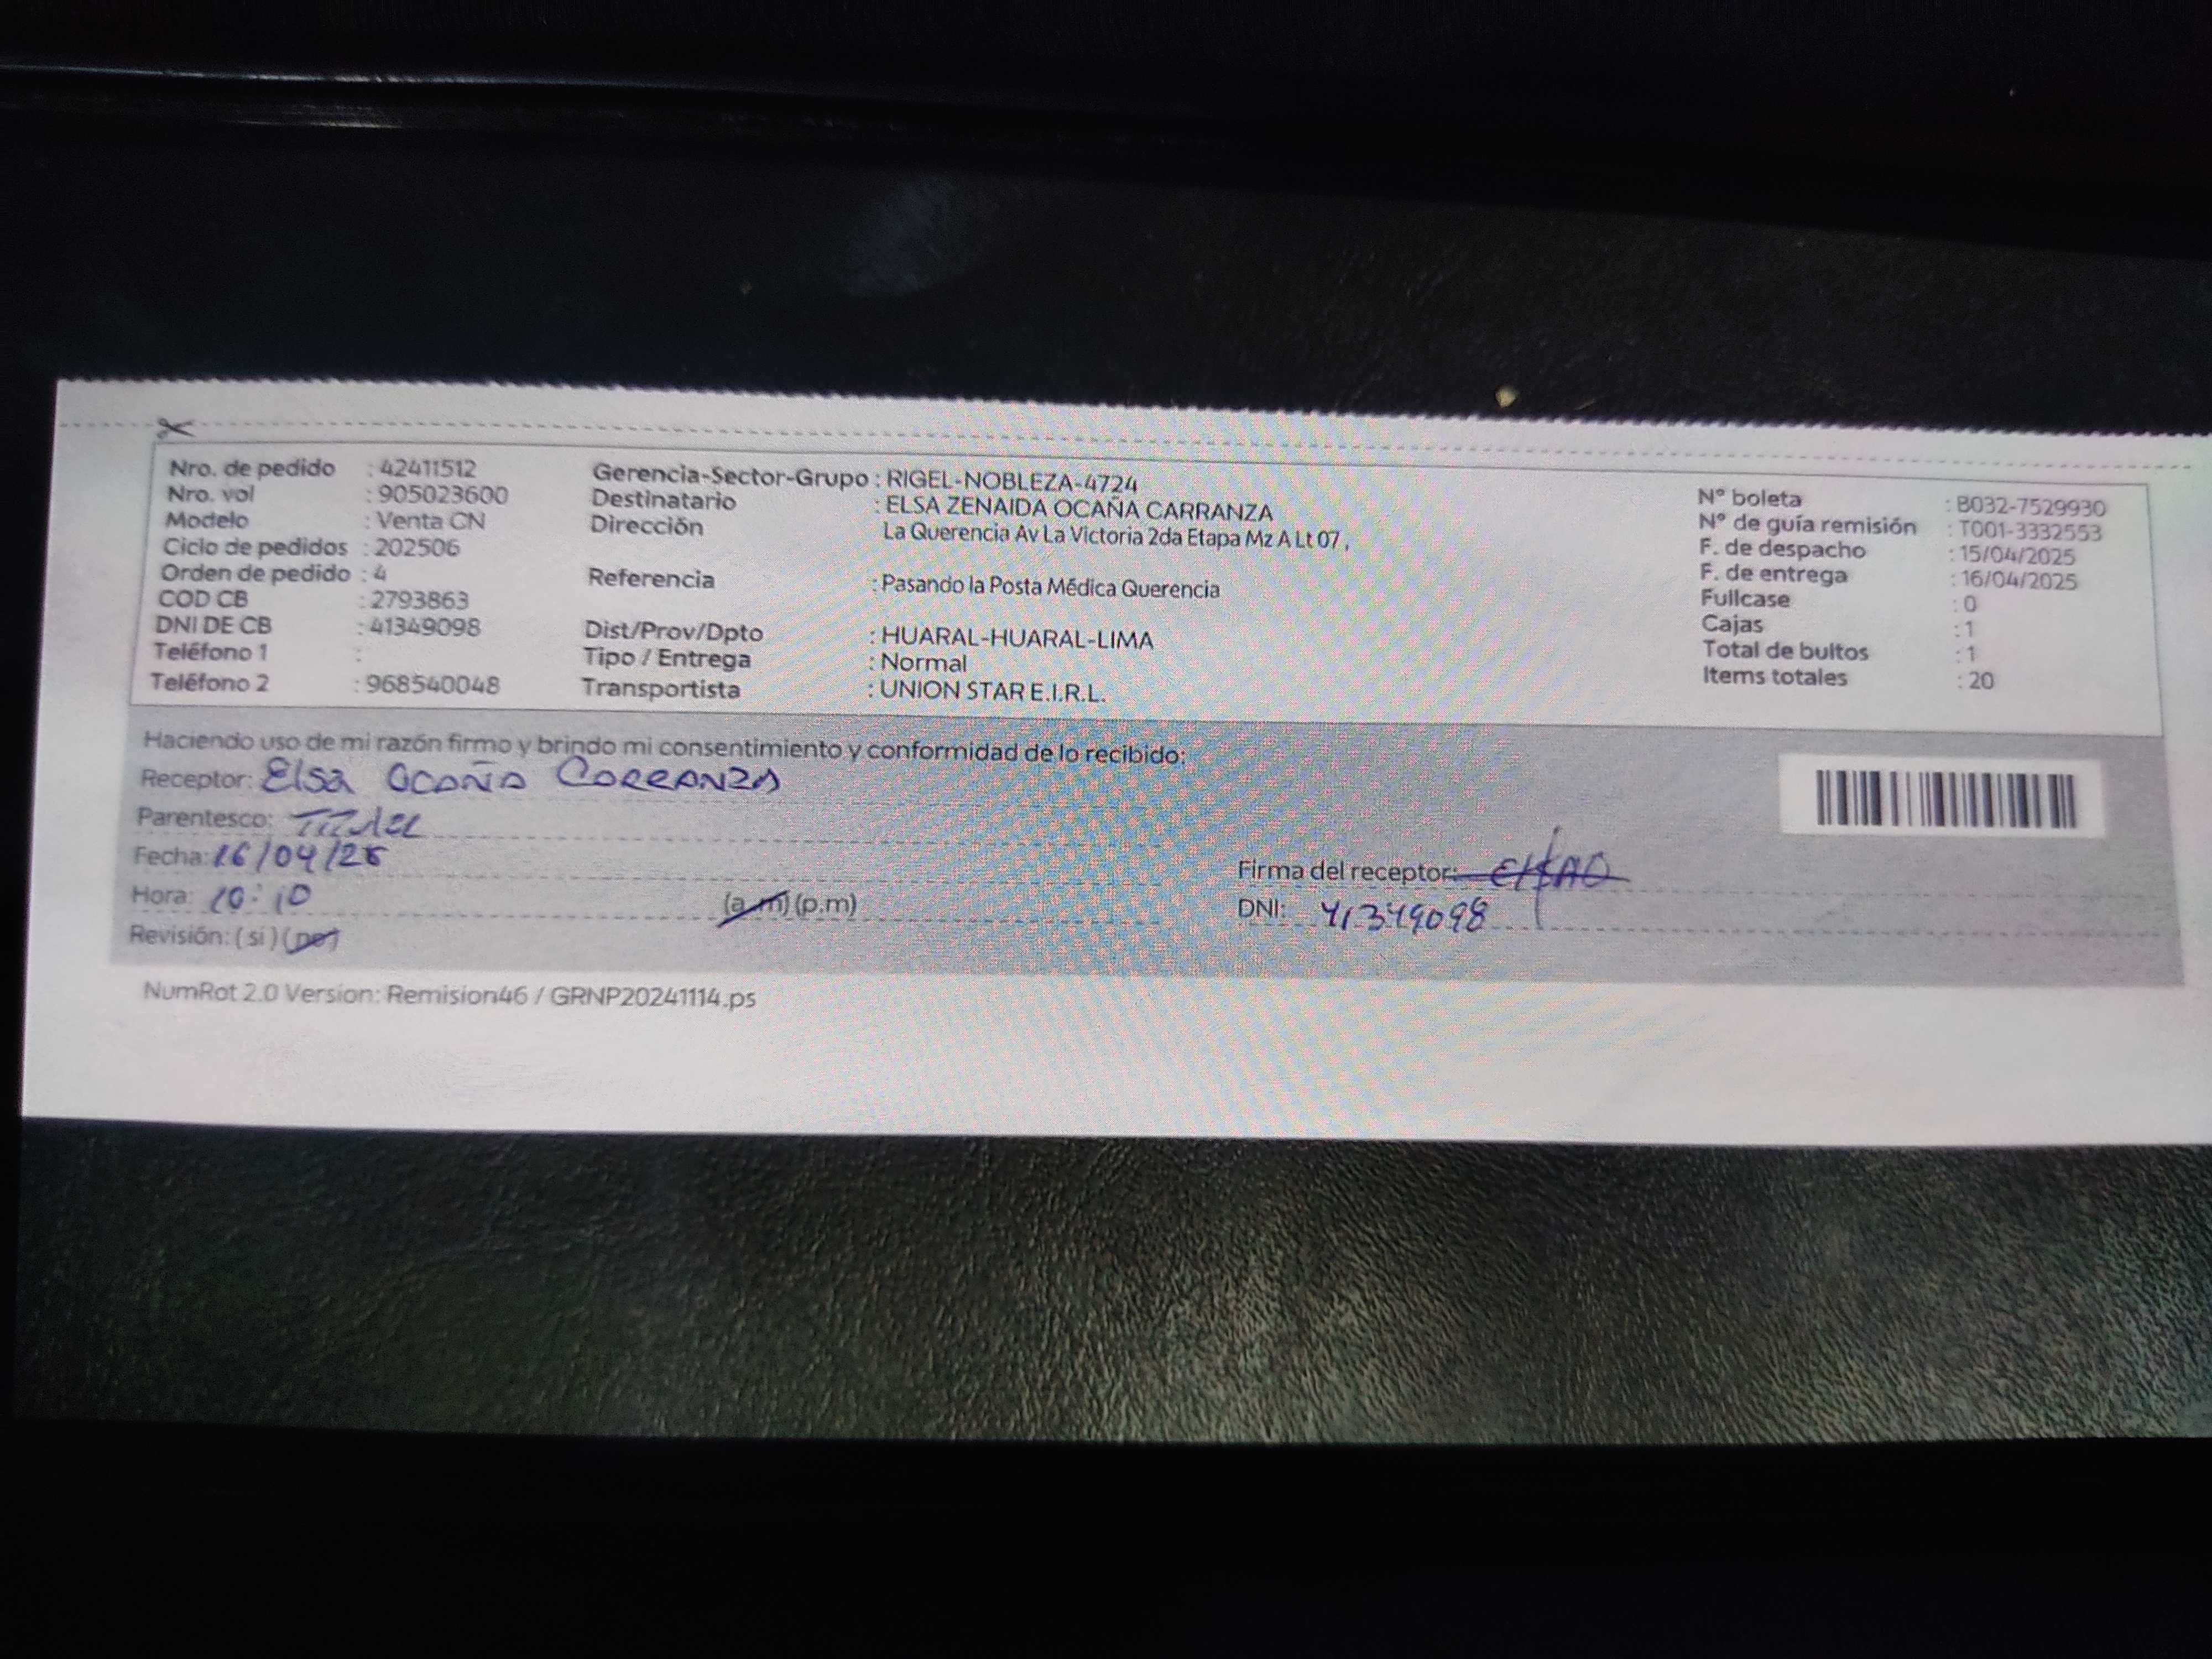 Nro. de pedido : 42411512
Nro. vol : 905023600
Modelo : Venta CN
Ciclo de pedidos : 202506
Orden de pedido : 4
COD CB : 2793863
DNI DE CB : 41349098
Teléfono 1 :
Teléfono 2 : 968540048
Gerencia-Sector-Grupo : RIGEL-NOBLEZA-4724
Destinatario : ELSA ZENAIDA OCAÑA CARRANZA
Dirección La Querencia Av La Victoria 2da Etapa Mz A Lt 07 ,
Referencia : Pasando la Posta Médica Querencia
Dist/Prov/Dpto : HUARAL-HUARAL-LIMA
Tipo / Entrega : Normal
Transportista : UNION STAR E.I.R.L.
N° boleta : B032-7529930
N° de guía remisión : T001-3332553
F. de despacho : 15/04/2025
F. de entrega : 16/04/2025
Fullcase : 0
Cajas : 1
Total de bultos : 1
Items totales : 20
Haciendo uso de mi razón firmo y brindo mi consentimiento y conformidad de lo recibido:
Receptor: Elsa Ocaña Carranza
Parentesco:
Fecha: 16/04/25
Hora: 10:10 (a.m) (p.m)
Revisión: ( si ) ( no )
Firma del receptor:
DNI: 41349098
NumRot 2.0 Version: Remision46 / GRNP20241114.ps